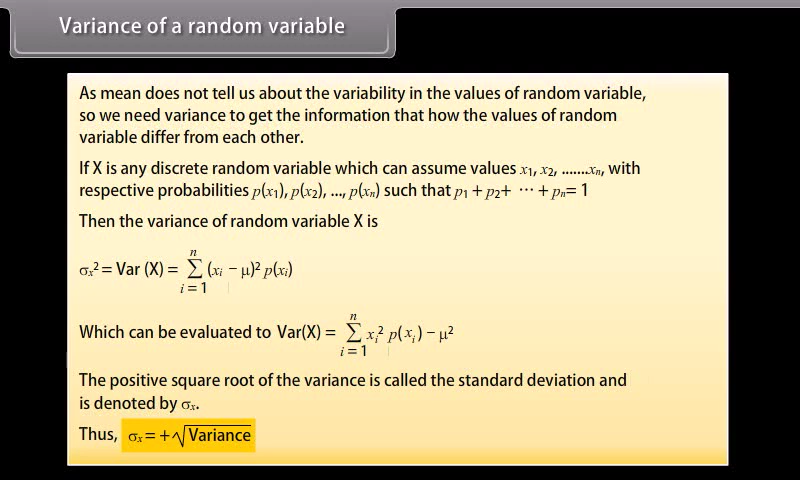 Variance of a random variable
As mean does not tell us about the variability in the values of random variable,
so we need variance to get the information that how the values of random
variable differ from each other.
If X is any discrete random variable which can assume values x₁, x₂, .......xₙ, with
respective probabilities p(x₁), p(x₂), ..., p(xₙ) such that p₁ + p₂+ ⋯ + pₙ= 1
Then the variance of random variable X is
σₓ² = Var (X) = ∑ᵢ₌₁ⁿ (xᵢ − μ)² p(xᵢ)
Which can be evaluated to Var(X) = ∑ᵢ₌₁ⁿ xᵢ² p(xᵢ) − μ²
The positive square root of the variance is called the standard deviation and
is denoted by σₓ.
Thus, σₓ = +√Variance